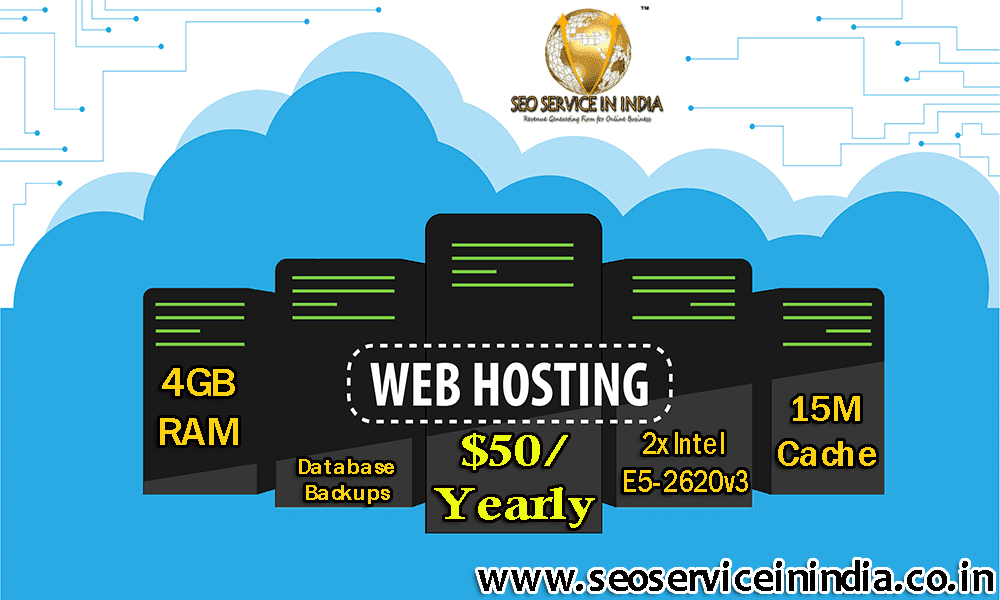 ™
SEO SERVICE IN INDIA
Revenue Generating Firm for Online Business
WEB HOSTING
4GB
RAM
Database
Backups
$50/
Yearly
2x Intel
E5-2620v3
15M
Cache
www.seoserviceinindia.co.in